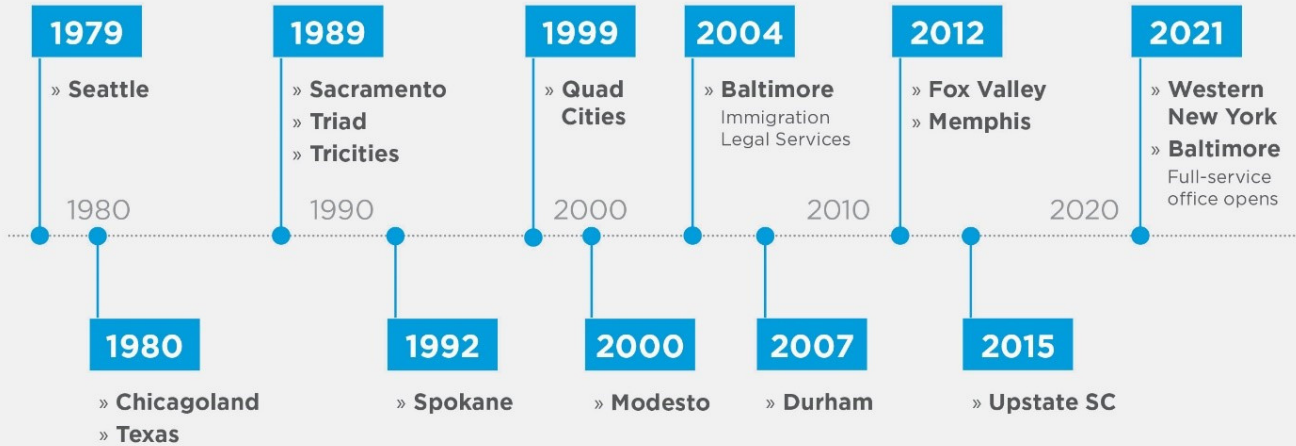 1979
» Seattle
1989
» Sacramento
» Triad
» Tricities
1999
» Quad
Cities
2004
» Baltimore
Immigration
Legal Services
2012
» Fox Valley
» Memphis
2021
» Western
New York
» Baltimore
Full-service
office opens
1980
1990
2000
2010
2020
1980
» Chicagoland
» Texas
1992
» Spokane
2000
» Modesto
2007
» Durham
2015
» Upstate SC